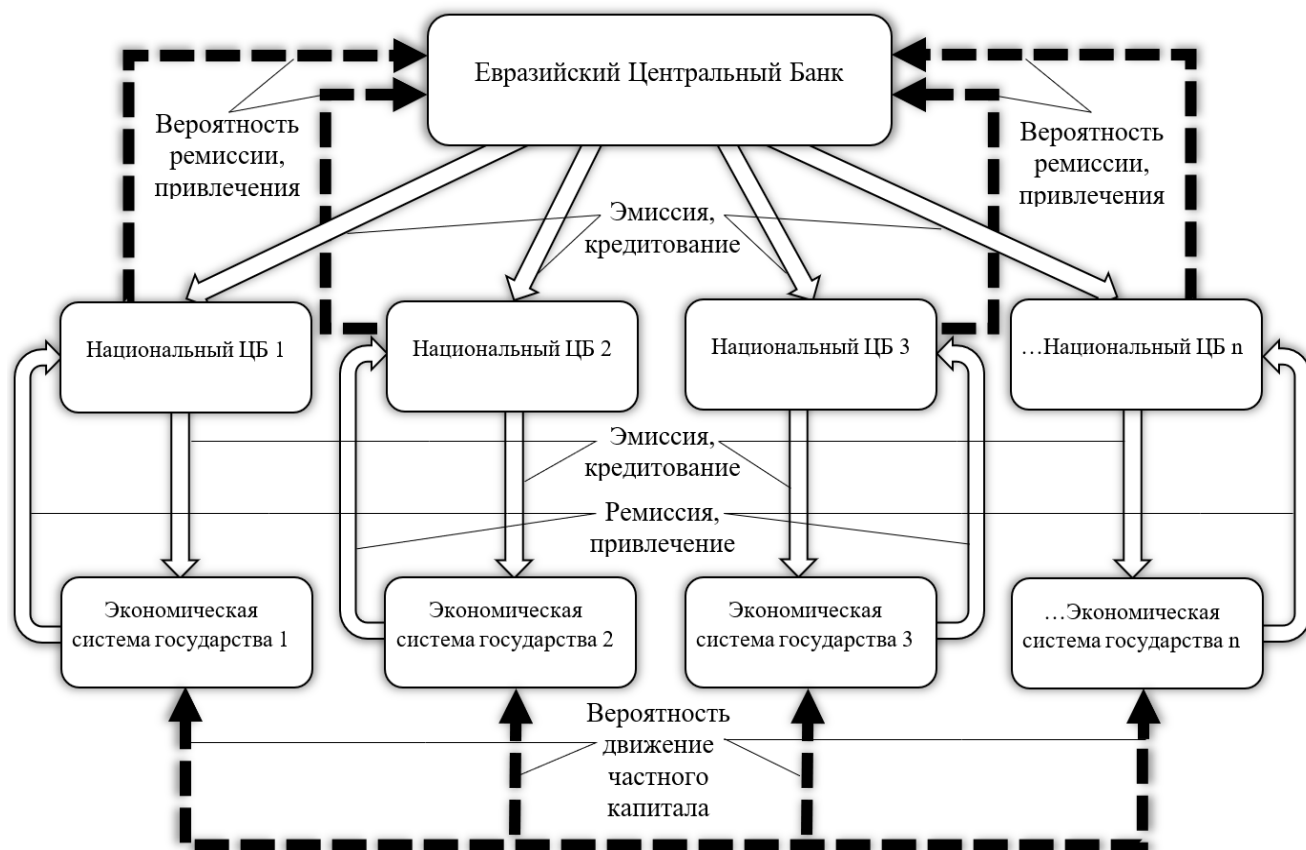 Евразийский Центральный Банк
Вероятность
ремиссии,
привлечения
Вероятность
ремиссии,
привлечения
Эмиссия,
кредитование
Национальный ЦБ 1
Национальный ЦБ 2
Национальный ЦБ 3
…Национальный ЦБ n
Эмиссия,
кредитование
Ремиссия,
привлечение
Экономическая
система государства 1
Экономическая
система государства 2
Экономическая
система государства 3
…Экономическая
система государства n
Вероятность
движение
частного
капитала